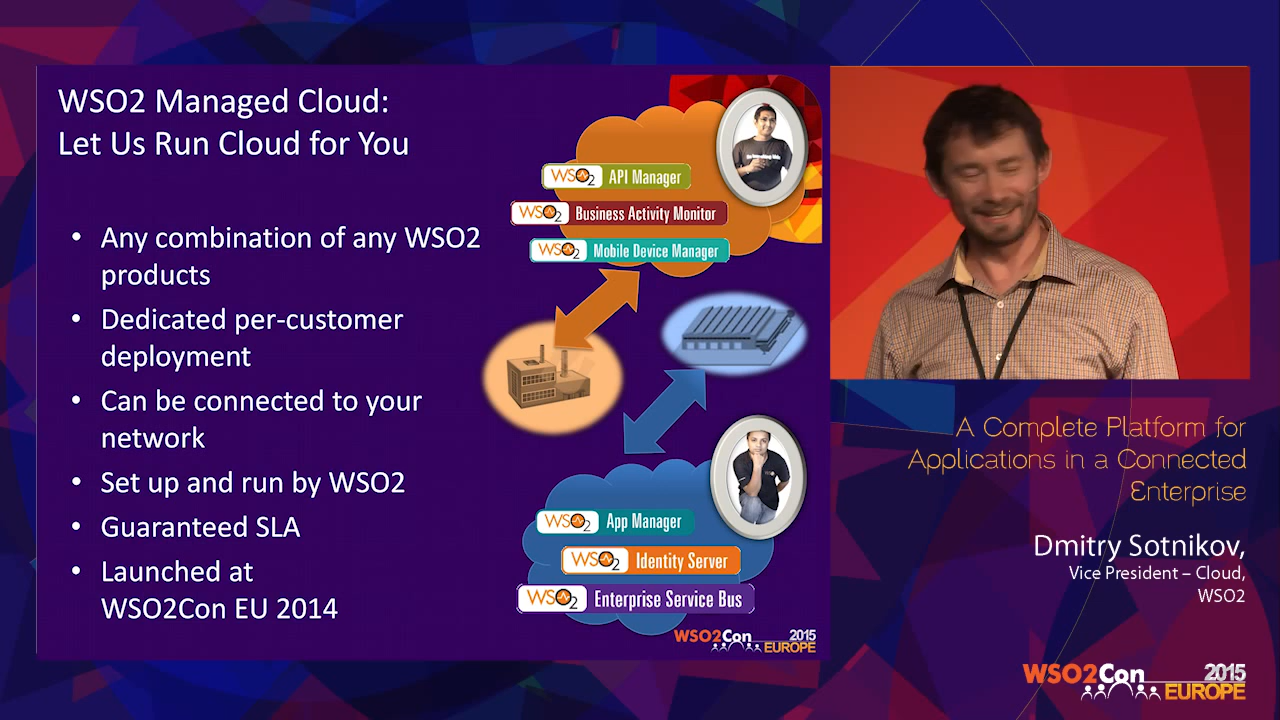 WSO2 Managed Cloud:
Let Us Run Cloud for You
• Any combination of any WSO2
products
• Dedicated per-customer
deployment
• Can be connected to your
network
• Set up and run by WSO2
• Guaranteed SLA
• Launched at
WSO2Con EU 2014
WSO2 API Manager
WSO2 Business Activity Monitor
WSO2 Mobile Device Manager
WSO2 App Manager
WSO2 Identity Server
WSO2 Enterprise Service Bus
WSO2Con 2015
EUROPE
A Complete Platform for
Applications in a Connected
Enterprise
Dmitry Sotnikov,
Vice President – Cloud,
WSO2
WSO2Con 2015
EUROPE